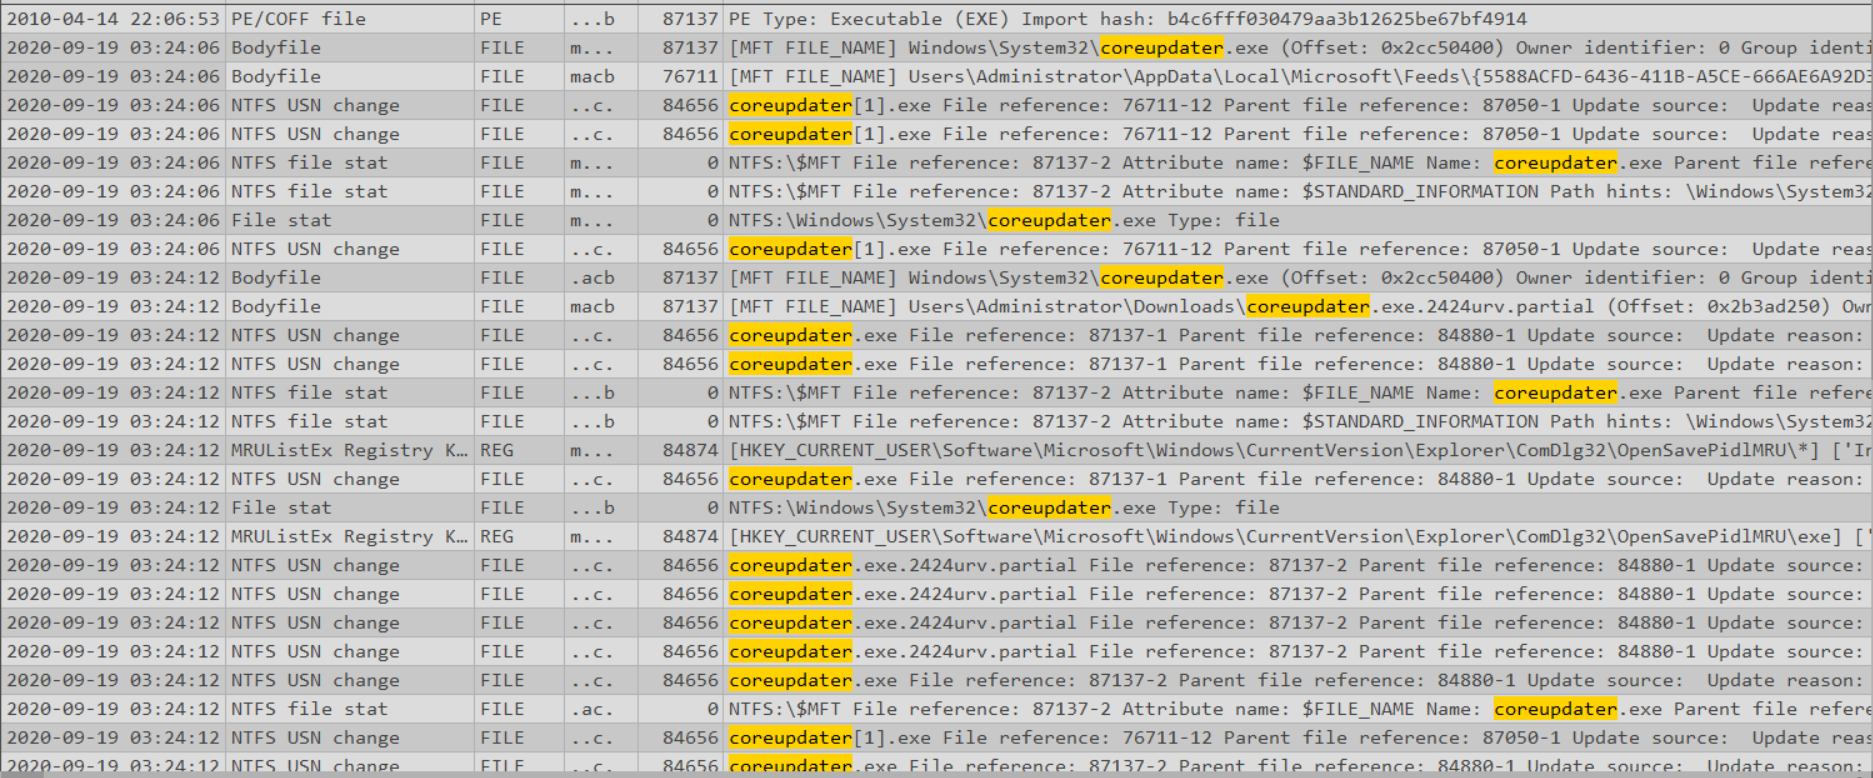 2010-04-14 22:06:53 PE/COFF file PE ...b 87137 PE Type: Executable (EXE) Import hash: b4c6fff030479aa3b12625be67bf4914
2020-09-19 03:24:06 Bodyfile FILE m... 87137 [MFT FILE_NAME] Windows\System32\coreupdater.exe (Offset: 0x2cc50400) Owner identifier: 0 Group identi
2020-09-19 03:24:06 Bodyfile FILE macb 76711 [MFT FILE_NAME] Users\Administrator\AppData\Local\Microsoft\Feeds\{5588ACFD-6436-411B-A5CE-666AE6A92D3
2020-09-19 03:24:06 NTFS USN change FILE ..c. 84656 coreupdater[1].exe File reference: 76711-12 Parent file reference: 87050-1 Update source: Update reas
2020-09-19 03:24:06 NTFS USN change FILE ..c. 84656 coreupdater[1].exe File reference: 76711-12 Parent file reference: 87050-1 Update source: Update reas
2020-09-19 03:24:06 NTFS file stat FILE m... 0 NTFS:\$MFT File reference: 87137-2 Attribute name: $FILE_NAME Name: coreupdater.exe Parent file refere
2020-09-19 03:24:06 NTFS file stat FILE m... 0 NTFS:\$MFT File reference: 87137-2 Attribute name: $STANDARD_INFORMATION Path hints: \Windows\System32
2020-09-19 03:24:06 File stat FILE m... 0 NTFS:\Windows\System32\coreupdater.exe Type: file
2020-09-19 03:24:06 NTFS USN change FILE ..c. 84656 coreupdater[1].exe File reference: 76711-12 Parent file reference: 87050-1 Update source: Update reas
2020-09-19 03:24:12 Bodyfile FILE .acb 87137 [MFT FILE_NAME] Windows\System32\coreupdater.exe (Offset: 0x2cc50400) Owner identifier: 0 Group identi
2020-09-19 03:24:12 Bodyfile FILE macb 87137 [MFT FILE_NAME] Users\Administrator\Downloads\coreupdater.exe.2424urv.partial (Offset: 0x2b3ad250) Own
2020-09-19 03:24:12 NTFS USN change FILE ..c. 84656 coreupdater.exe File reference: 87137-1 Parent file reference: 84880-1 Update source: Update reason:
2020-09-19 03:24:12 NTFS USN change FILE ..c. 84656 coreupdater.exe File reference: 87137-1 Parent file reference: 84880-1 Update source: Update reason:
2020-09-19 03:24:12 NTFS file stat FILE ...b 0 NTFS:\$MFT File reference: 87137-2 Attribute name: $FILE_NAME Name: coreupdater.exe Parent file refere
2020-09-19 03:24:12 NTFS file stat FILE ...b 0 NTFS:\$MFT File reference: 87137-2 Attribute name: $STANDARD_INFORMATION Path hints: \Windows\System32
2020-09-19 03:24:12 MRUListEx Registry K… REG m... 84874 [HKEY_CURRENT_USER\Software\Microsoft\Windows\CurrentVersion\Explorer\ComDlg32\OpenSavePidlMRU\*] ['In
2020-09-19 03:24:12 NTFS USN change FILE ..c. 84656 coreupdater.exe File reference: 87137-1 Parent file reference: 84880-1 Update source: Update reason:
2020-09-19 03:24:12 File stat FILE ...b 0 NTFS:\Windows\System32\coreupdater.exe Type: file
2020-09-19 03:24:12 MRUListEx Registry K… REG m... 84874 [HKEY_CURRENT_USER\Software\Microsoft\Windows\CurrentVersion\Explorer\ComDlg32\OpenSavePidlMRU\exe] ['
2020-09-19 03:24:12 NTFS USN change FILE ..c. 84656 coreupdater.exe.2424urv.partial File reference: 87137-2 Parent file reference: 84880-1 Update source:
2020-09-19 03:24:12 NTFS USN change FILE ..c. 84656 coreupdater.exe.2424urv.partial File reference: 87137-2 Parent file reference: 84880-1 Update source:
2020-09-19 03:24:12 NTFS USN change FILE ..c. 84656 coreupdater.exe.2424urv.partial File reference: 87137-2 Parent file reference: 84880-1 Update source:
2020-09-19 03:24:12 NTFS USN change FILE ..c. 84656 coreupdater.exe.2424urv.partial File reference: 87137-2 Parent file reference: 84880-1 Update source:
2020-09-19 03:24:12 NTFS USN change FILE ..c. 84656 coreupdater.exe File reference: 87137-2 Parent file reference: 84880-1 Update source: Update reason:
2020-09-19 03:24:12 NTFS file stat FILE .ac. 0 NTFS:\$MFT File reference: 87137-2 Attribute name: $FILE_NAME Name: coreupdater.exe Parent file refere
2020-09-19 03:24:12 NTFS USN change FILE ..c. 84656 coreupdater[1].exe File reference: 76711-12 Parent file reference: 87050-1 Update source: Update reas
2020-09-19 03:24:12 NTFS USN change FILE ..c. 84656 coreupdater.exe File reference: 87137-2 Parent file reference: 84880-1 Update source: Update reason: